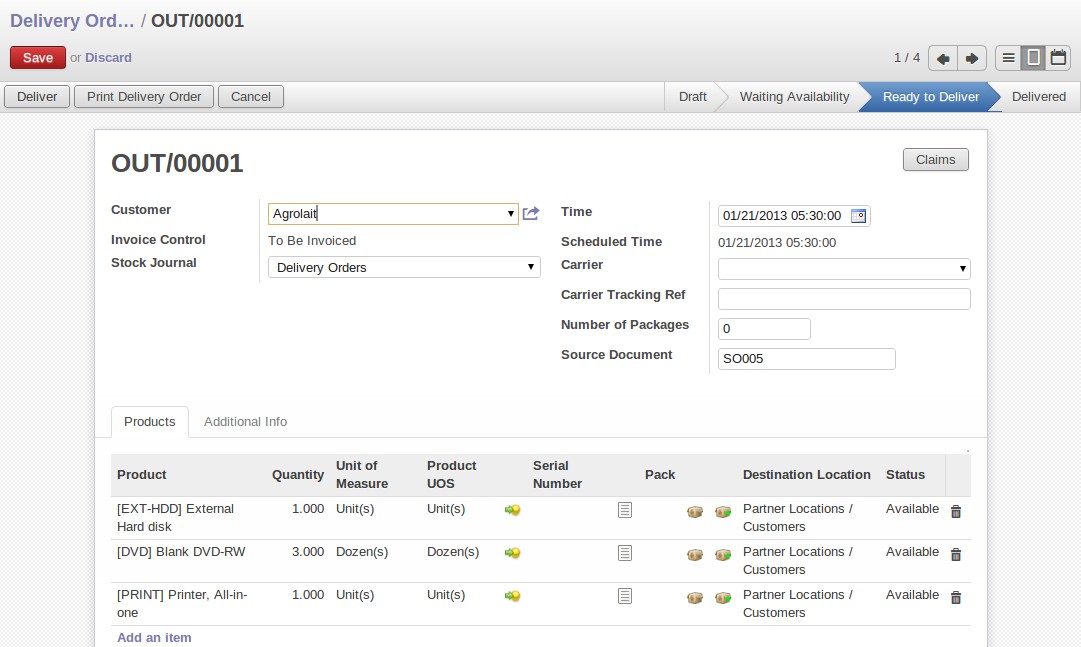 Delivery Ord... / OUT/00001
Save or Discard
1 / 4
Deliver Print Delivery Order Cancel
Draft Waiting Availability Ready to Deliver Delivered
OUT/00001
Claims
Customer Agrolait
Invoice Control To Be Invoiced
Stock Journal Delivery Orders
Time 01/21/2013 05:30:00
Scheduled Time 01/21/2013 05:30:00
Carrier
Carrier Tracking Ref
Number of Packages 0
Source Document SO005
Products Additional Info
Product Quantity Unit of Measure Product UOS Serial Number Pack Destination Location Status
[EXT-HDD] External 1.000 Unit(s) Unit(s) Partner Locations / Available
Hard disk Customers
[DVD] Blank DVD-RW 3.000 Dozen(s) Dozen(s) Partner Locations / Available
Customers
[PRINT] Printer, All-in- 1.000 Unit(s) Unit(s) Partner Locations / Available
one Customers
Add an item